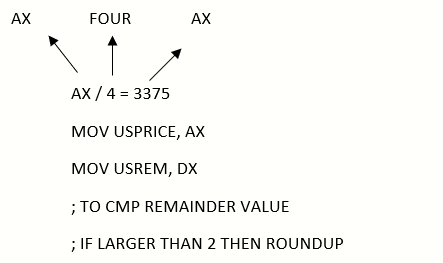 AX FOUR AX
AX / 4 = 3375
MOV USPRICE, AX
MOV USREM, DX
; TO CMP REMAINDER VALUE
; IF LARGER THAN 2 THEN ROUNDUP